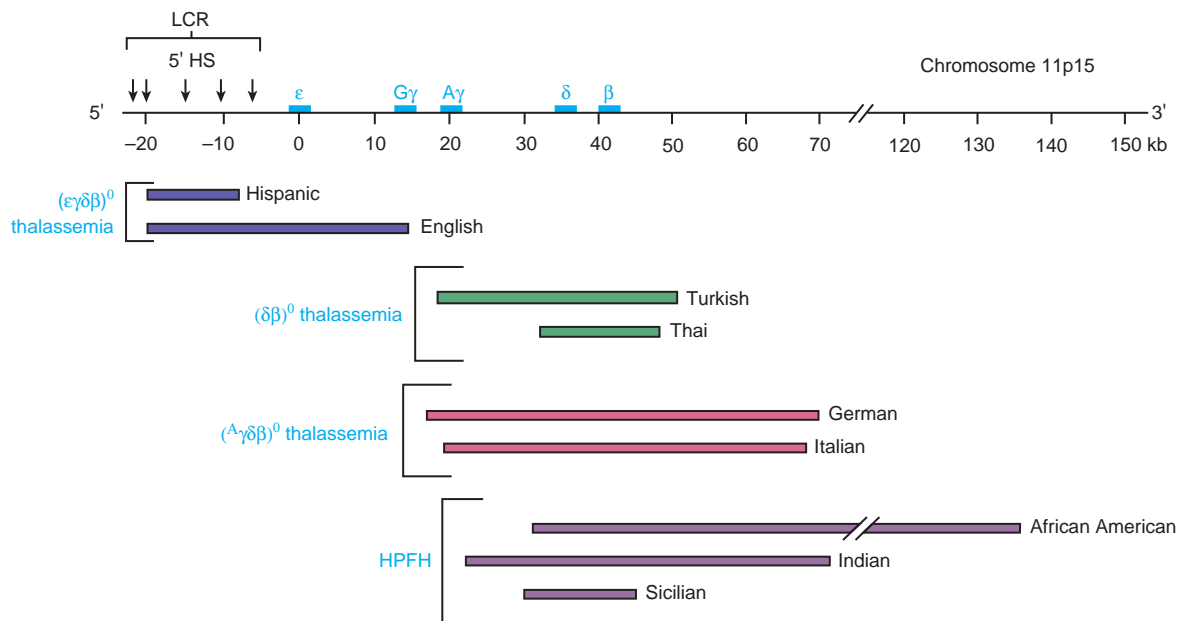 LCR
5' HS
Chromosome 11p15
ε Gγ Aγ δ β
5' 3'
–20 –10 0 10 20 30 40 50 60 70 120 130 140 150 kb
(εγδβ)⁰
thalassemia
Hispanic
English
(δβ)⁰ thalassemia
Turkish
Thai
(ᴬγδβ)⁰ thalassemia
German
Italian
HPFH
African American
Indian
Sicilian